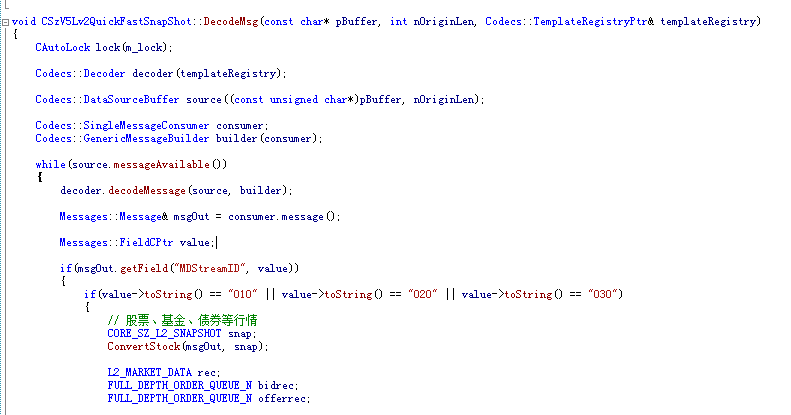 void CSzV5Lv2QuickFastSnapShot::DecodeMsg(const char* pBuffer, int nOriginLen, Codecs::TemplateRegistryPtr& templateRegistry)
{
CAutoLock lock(m_lock);
Codecs::Decoder decoder(templateRegistry);
Codecs::DataSourceBuffer source((const unsigned char*)pBuffer, nOriginLen);
Codecs::SingleMessageConsumer consumer;
Codecs::GenericMessageBuilder builder(consumer);
while(source.messageAvailable())
{
decoder.decodeMessage(source, builder);
Messages::Message& msgOut = consumer.message();
Messages::FieldCPtr value;
if(msgOut.getField("MDStreamID", value))
{
if(value->toString() == "010" || value->toString() == "020" || value->toString() == "030")
{
// 股票、基金、债券等行情
CORE_SZ_L2_SNAPSHOT snap;
ConvertStock(msgOut, snap);
L2_MARKET_DATA rec;
FULL_DEPTH_ORDER_QUEUE_N bidrec;
FULL_DEPTH_ORDER_QUEUE_N offerrec;